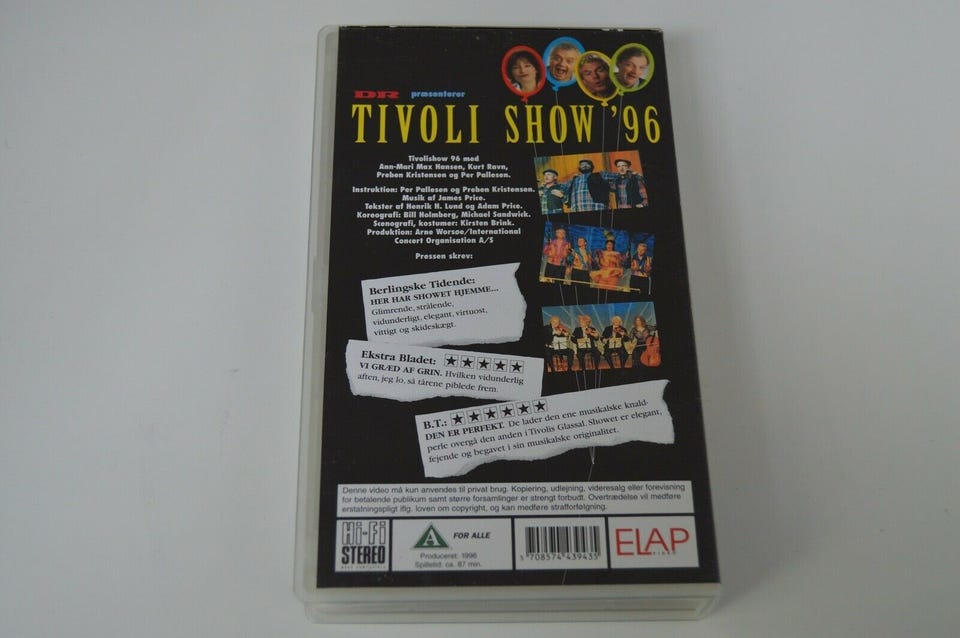 DR præsenterer
TIVOLI SHOW '96
Tivolishow 96 med
Ann-Mari Max Hansen, Kurt Ravn,
Preben Kristensen og Per Pallesen.
Instruktion: Per Pallesen og Preben Kristensen.
Musik af James Price.
Tekster af Henrik H. Lund og Adam Price.
Koreografi: Bill Holmberg, Michael Sandwick.
Scenografi, kostumer: Kirsten Brink.
Produktion: Arne Worsøe/International
Concert Organisation A/S
Pressen skrev:
Berlingske Tidende:
HER HAR SHOWET HJEMME...
Glimrende, strålende,
vidunderligt, elegant, virtuost,
vittigt og skideskægt.
Ekstra Bladet: ★★★★★
VI GRÆD AF GRIN. Hvilken vidunderlig
aften, jeg lo, så tårene piblede frem.
B.T.: ★★★★★★
DEN ER PERFEKT. De lader den ene musikalske knald-
perle overgå den anden i Tivolis Glassal. Showet er elegant,
fejende og begavet i sin musikalske originalitet.
Denne video må kun anvendes til privat brug. Kopiering, udlejning, videresalg eller forevisning
for betalende publikum samt større forsamlinger er strengt forbudt. Overtrædelse vil medføre
erstatningspligt iflg. loven om copyright, og kan medføre strafforfølgning.
Hi-Fi
STEREO
A FOR ALLE
Produceret: 1996
Spilletid: ca. 87 min.
5 708574 439435
ELAP
VIDEO